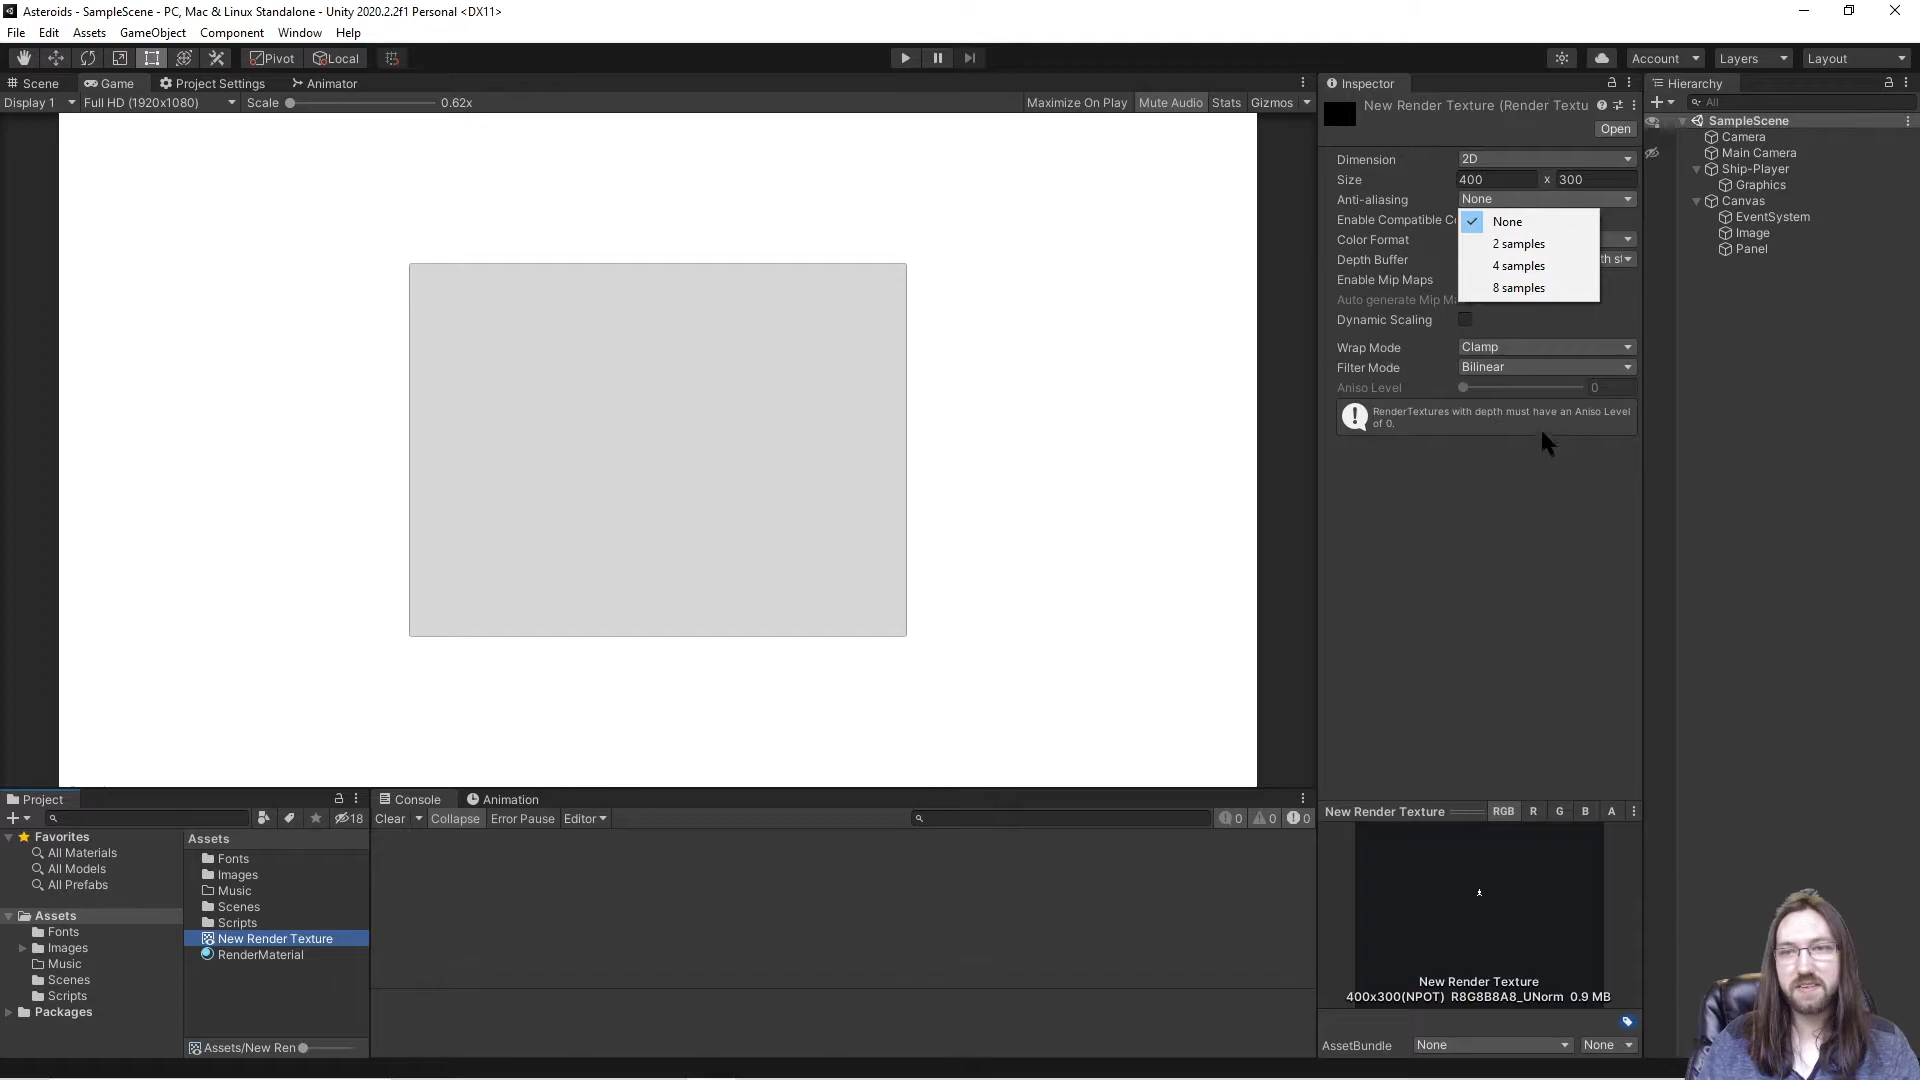 Asteroids - SampleScene - PC, Mac & Linux Standalone - Unity 2020.2.2f1 Personal <DX11>
File Edit Assets GameObject Component Window Help
Pivot Local Account Layers Layout
Scene Game Project Settings Animator
Display 1 Full HD (1920x1080) Scale 0.62x Maximize On Play Mute Audio Stats Gizmos
Inspector
New Render Texture (Render Textu
Open
Dimension 2D
Size 400 x 300
Anti-aliasing None
None
2 samples
4 samples
8 samples
Enable Compatible Co
Color Format
Depth Buffer th st
Enable Mip Maps
Auto generate Mip Ma
Dynamic Scaling
Wrap Mode Clamp
Filter Mode Bilinear
Aniso Level 0
RenderTextures with depth must have an Aniso Level
of 0.
Hierarchy
All
SampleScene
Camera
Main Camera
Ship-Player
Graphics
Canvas
EventSystem
Image
Panel
Project
18
Favorites
All Materials
All Models
All Prefabs
Assets
Fonts
Images
Music
Scenes
Scripts
Packages
Assets
Fonts
Images
Music
Scenes
Scripts
New Render Texture
RenderMaterial
Assets/New Ren
Console Animation
Clear Collapse Error Pause Editor 0 0 0
New Render Texture RGB R G B A
New Render Texture
400x300(NPOT) R8G8B8A8_UNorm 0.9 MB
AssetBundle None None